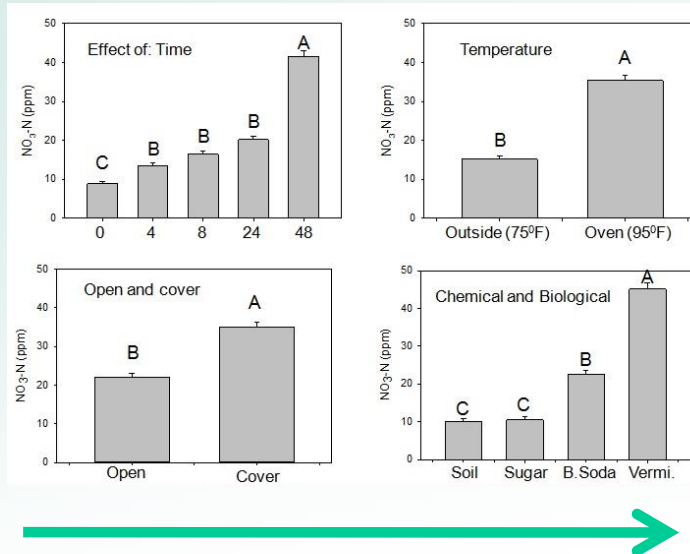 Effect of: Time
NO3-N (ppm)
50
40
30
20
10
0
C
B
B
B
A
0 4 8 24 48
Temperature
NO3-N (ppm)
50
40
30
20
10
0
B
A
Outside (75⁰F) Oven (95⁰F)
Open and cover
NO3-N (ppm)
50
40
30
20
10
0
B
A
Open Cover
Chemical and Biological
NO3-N (ppm)
50
40
30
20
10
0
C
C
B
A
Soil Sugar B.Soda Vermi.